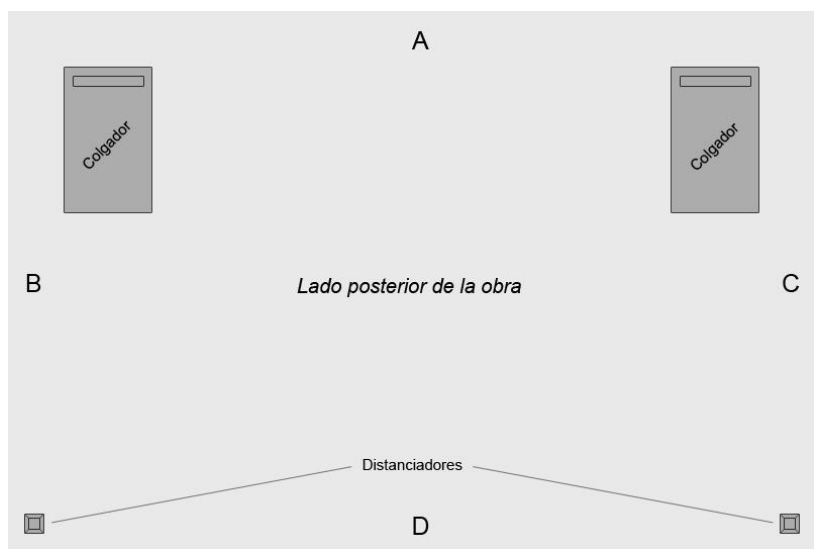 A
Colgador
Colgador
B
Lado posterior de la obra
C
Distanciadores
D